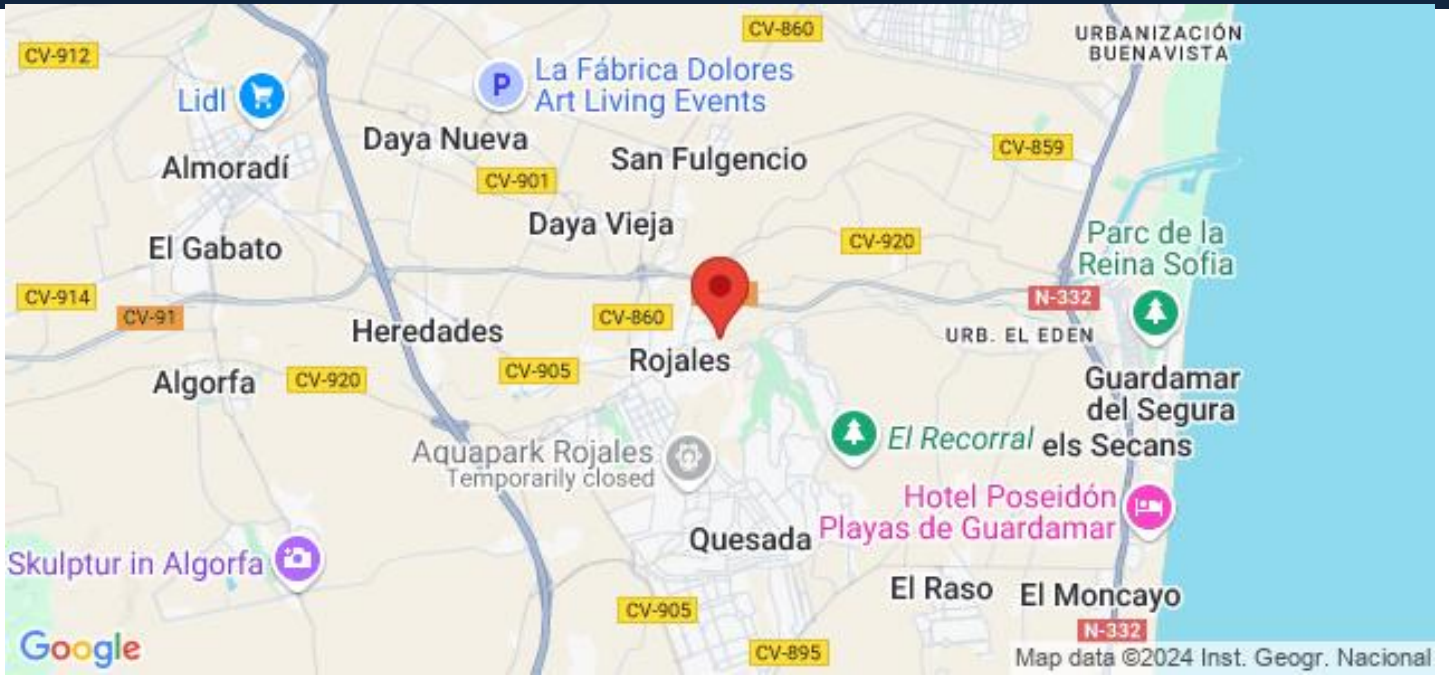 CV-860
URBANIZACIÓN
BUENAVISTA
CV-912
La Fábrica Dolores
Art Living Events
P
Lidl
Daya Nueva
San Fulgencio
CV-859
Almoradí
CV-901
Daya Vieja
El Gabato
CV-920
Parc de la
Reina Sofia
CV-914
CV-91
CV-860
N-332
Heredades
URB. EL EDEN
Rojales
CV-905
Algorfa
CV-920
Guardamar
del Segura
El Recorral
els Secans
Aquapark Rojales
Temporarily closed
Hotel Poseidón
Playas de Guardamar
Quesada
Skulptur in Algorfa
El Raso
El Moncayo
CV-905
N-332
Google
CV-895
Map data ©2024 Inst. Geogr. Nacional